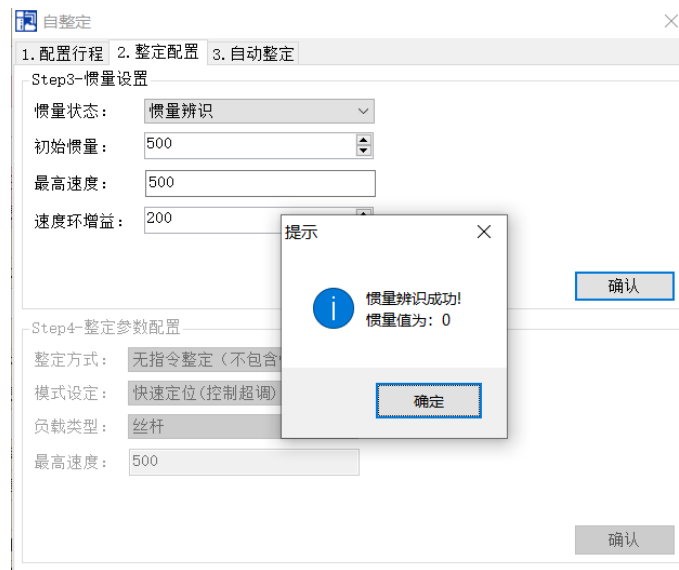 自整定
1.配置行程 2.整定配置 3.自动整定
Step3-惯量设置
惯量状态： 惯量辨识
初始惯量： 500
最高速度： 500
速度环增益： 200
提示
惯量辨识成功!
惯量值为：0
确定
确认
Step4-整定参数配置
整定方式： 无指令整定（不包含
模式设定： 快速定位(控制超调)
负载类型： 丝杆
最高速度： 500
确认